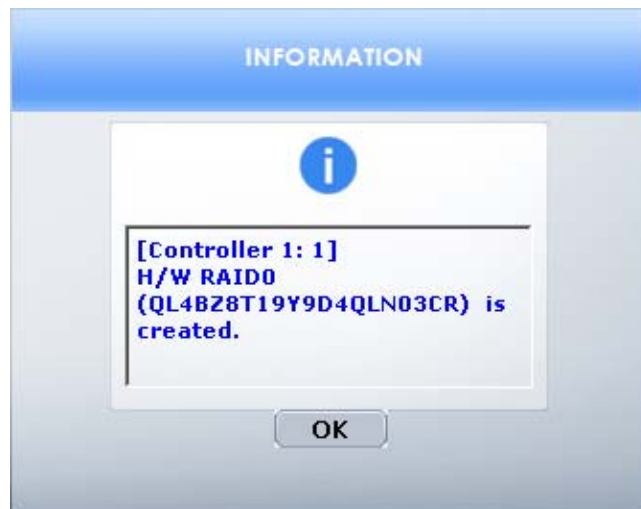 INFORMATION
[Controller 1: 1]
H/W RAID0
(QL4BZ8T19Y9D4QLN03CR) is
created.
OK